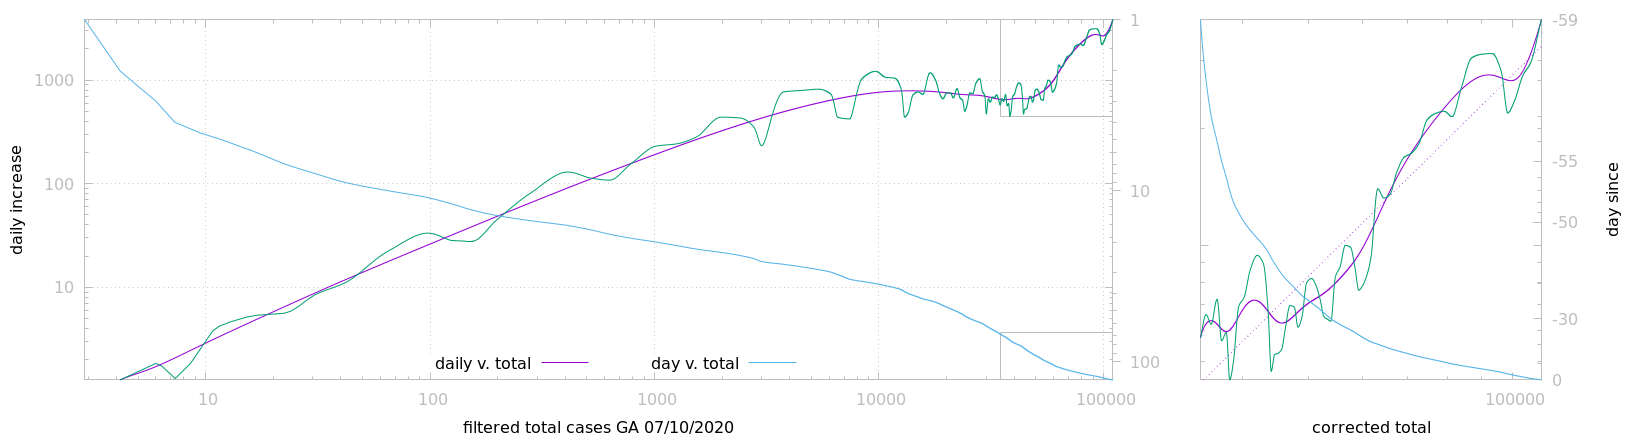 daily increase
1000
100
10
daily v. total
day v. total
10
100
1000
10000
100000
filtered total cases GA 07/10/2020
1
10
100
-59
-55
-50
-30
0
day since
100000
corrected total